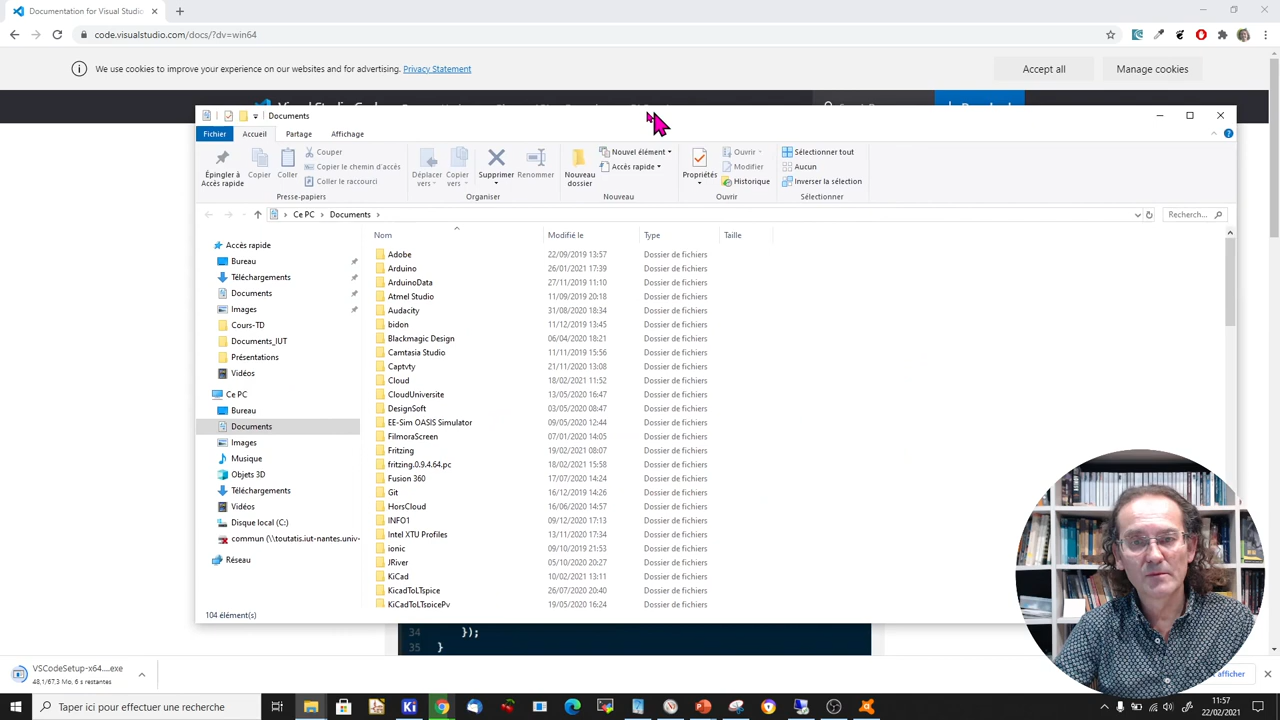 Documentation for Visual Studio
code.visualstudio.com/docs/?dv=win64
We use cookies to improve your experience on our websites and for advertising. Privacy Statement
Accept all
Manage cookies
Documents
Fichier Accueil Partage Affichage
Épingler à Accès rapide
Copier
Coller
Couper
Copier le chemin d'accès
Coller le raccourci
Presse-papiers
Déplacer vers
Copier vers
Supprimer
Renommer
Organiser
Nouveau dossier
Nouvel élément
Accès rapide
Nouveau
Propriétés
Ouvrir
Modifier
Historique
Ouvrir
Sélectionner tout
Aucun
Inverser la sélection
Sélectionner
Ce PC > Documents >
Recherch...
Accès rapide
Bureau
Téléchargements
Documents
Images
Cours-TD
Documents_IUT
Présentations
Vidéos
Ce PC
Bureau
Documents
Images
Musique
Objets 3D
Téléchargements
Vidéos
Disque local (C:)
commun (\\toutatis.iut-nantes.univ-
Réseau
Nom Modifié le Type Taille
Adobe 22/09/2019 13:57 Dossier de fichiers
Arduino 26/01/2021 17:39 Dossier de fichiers
ArduinoData 27/11/2019 11:10 Dossier de fichiers
Atmel Studio 11/09/2019 20:18 Dossier de fichiers
Audacity 31/08/2020 18:34 Dossier de fichiers
bidon 11/12/2019 13:45 Dossier de fichiers
Blackmagic Design 06/04/2020 18:21 Dossier de fichiers
Camtasia Studio 11/11/2019 15:56 Dossier de fichiers
Captvty 21/11/2020 13:08 Dossier de fichiers
Cloud 18/02/2021 11:52 Dossier de fichiers
CloudUniversite 13/05/2020 16:47 Dossier de fichiers
DesignSoft 03/05/2020 08:47 Dossier de fichiers
EE-Sim OASIS Simulator 09/05/2020 12:44 Dossier de fichiers
FilmoraScreen 07/01/2020 14:05 Dossier de fichiers
Fritzing 19/02/2021 08:07 Dossier de fichiers
fritzing.0.9.4.64.pc 18/02/2021 15:58 Dossier de fichiers
Fusion 360 17/07/2020 14:24 Dossier de fichiers
Git 16/12/2019 14:26 Dossier de fichiers
HorsCloud 16/06/2020 14:57 Dossier de fichiers
INFO1 09/12/2020 17:13 Dossier de fichiers
Intel XTU Profiles 13/11/2020 17:34 Dossier de fichiers
ionic 09/10/2019 21:53 Dossier de fichiers
JRiver 05/10/2020 20:27 Dossier de fichiers
KiCad 10/02/2021 13:11 Dossier de fichiers
KicadToLTspice 26/07/2020 20:40 Dossier de fichiers
KiCadToLTspicePv 19/05/2020 16:24 Dossier de fichiers
104 élément(s)
34 });
35 }
VSCodeSetup-x64....exe
48,1/67,3 Mo, 6 s restantes
afficher
Taper ici pour effectuer une recherche
Ki
11:57
22/02/2021